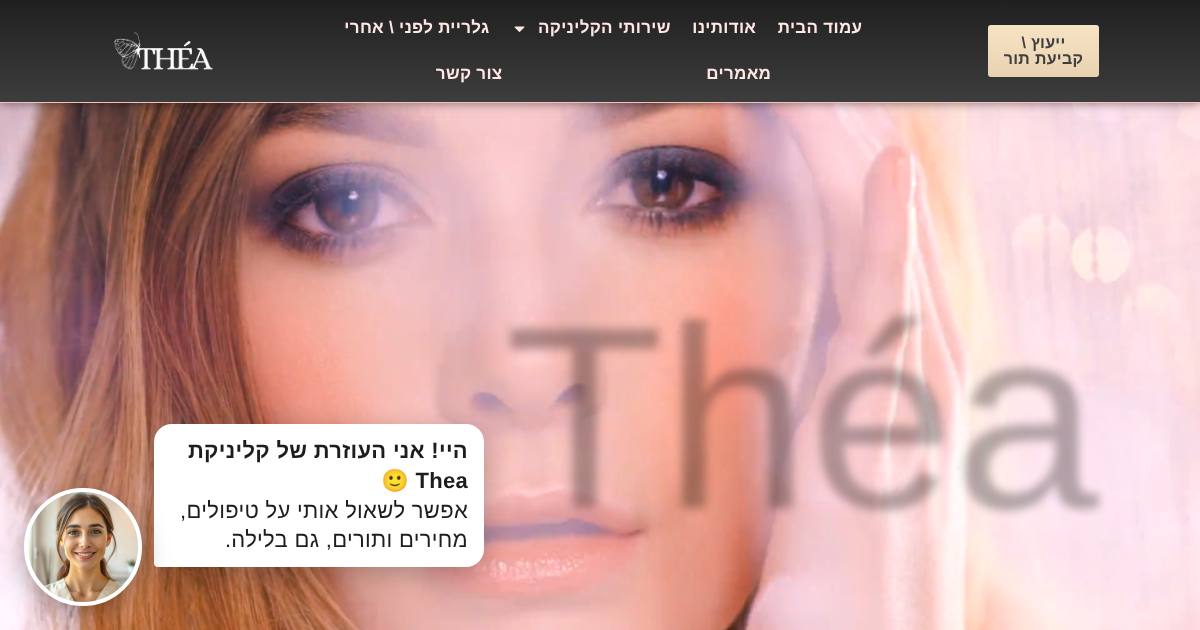 ייעוץ \
קביעת תור
עמוד הבית
אודותינו
שירותי הקליניקה
גלריית לפני \ אחרי
מאמרים
צור קשר
THÉA
Théa
היי! אני העוזרת של קליניקת
Thea 🙂
אפשר לשאול אותי על טיפולים,
מחירים ותורים, גם בלילה.